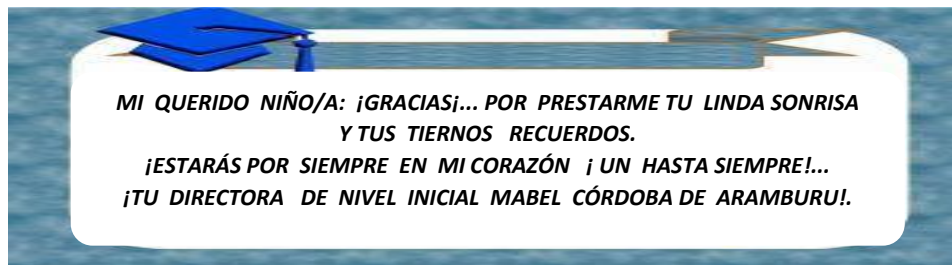 MI QUERIDO NIÑO/A: ¡GRACIAS¡... POR PRESTARME TU LINDA SONRISA
Y TUS TIERNOS RECUERDOS.
¡ESTARÁS POR SIEMPRE EN MI CORAZÓN ¡ UN HASTA SIEMPRE!...
¡TU DIRECTORA DE NIVEL INICIAL MABEL CÓRDOBA DE ARAMBURU!.